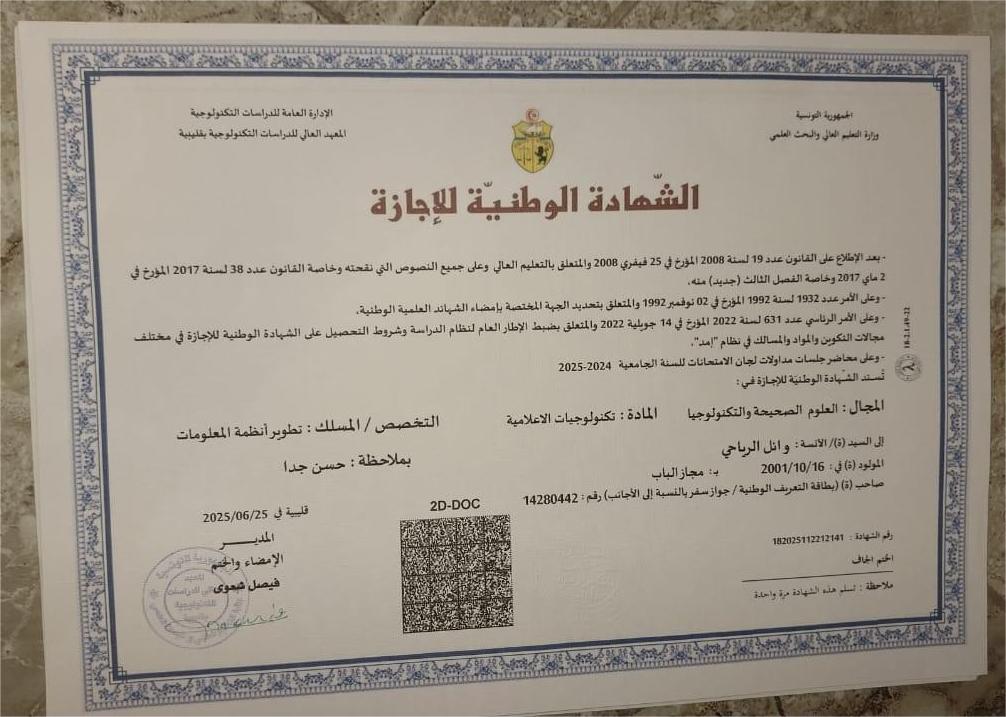 الجمهورية التونسية
وزارة التعليم العالي والبحث العلمي
الإدارة العامة للدراسات التكنولوجية
المعهد العالي للدراسات التكنولوجية بقليبية
الشّهادة الوطنيّة للإجازة
- بعد الإطلاع على القانون عدد 19 لسنة 2008 المؤرخ في 25 فيفري 2008 والمتعلق بالتعليم العالي وعلى جميع النصوص التي نقحته وخاصة القانون عدد 38 لسنة 2017 المؤرخ في
2 ماي 2017 وخاصة الفصل الثالث (جديد) منه.
- وعلى الأمر عدد 1932 لسنة 1992 المؤرخ في 02 نوفمبر 1992 والمتعلق بتحديد الجهة المختصة بإمضاء الشهائد العلمية الوطنية.
- وعلى الأمر الرئاسي عدد 631 لسنة 2022 المؤرخ في 14 جويلية 2022 والمتعلق بضبط الإطار العام لنظام الدراسة وشروط التحصيل على الشهادة الوطنية للإجازة في مختلف
مجالات التكوين والمواد والمسالك في نظام "إمد".
- وعلى محاضر جلسات مداولات لجان الامتحانات للسنة الجامعية 2024-2025
تُسند الشّهادة الوطنيّة للإجازة في :
المجال : العلوم الصحيحة والتكنولوجيا المادة : تكنولوجيات الاعلامية التخصص / المسلك : تطوير أنظمة المعلومات
إلى السيد (ة)/ الآنسة : وائل الرياحي
بملاحظة : حسن جدا
المولود (ة) في : 2001/10/16 بـ : مجاز الباب
صاحب (ة) (بطاقة التعريف الوطنية / جواز سفر بالنسبة إلى الأجانب) رقم : 14280442
2D-DOC
قليبية في 2025/06/25
المديـــر
الإمضاء والختم
فيصل شعوى
رقم الشهادة : 182025112212141
الختم الجاف
ملاحظة : تسلم هذه الشهادة مرة واحدة